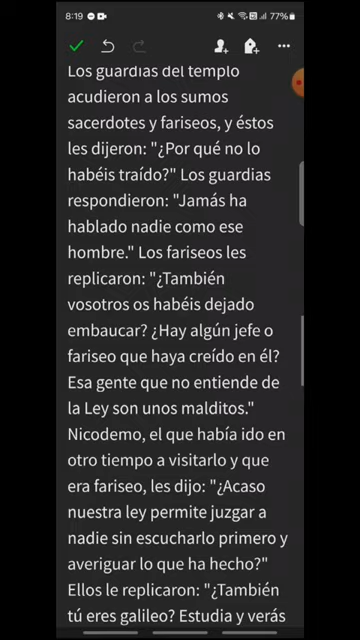 8:19
77%
Los guardias del templo
acudieron a los sumos
sacerdotes y fariseos, y éstos
les dijeron: "¿Por qué no lo
habéis traído?" Los guardias
respondieron: "Jamás ha
hablado nadie como ese
hombre." Los fariseos les
replicaron: "¿También
vosotros os habéis dejado
embaucar? ¿Hay algún jefe o
fariseo que haya creído en él?
Esa gente que no entiende de
la Ley son unos malditos."
Nicodemo, el que había ido en
otro tiempo a visitarlo y que
era fariseo, les dijo: "¿Acaso
nuestra ley permite juzgar a
nadie sin escucharlo primero y
averiguar lo que ha hecho?"
Ellos le replicaron: "¿También
tú eres galileo? Estudia y verás